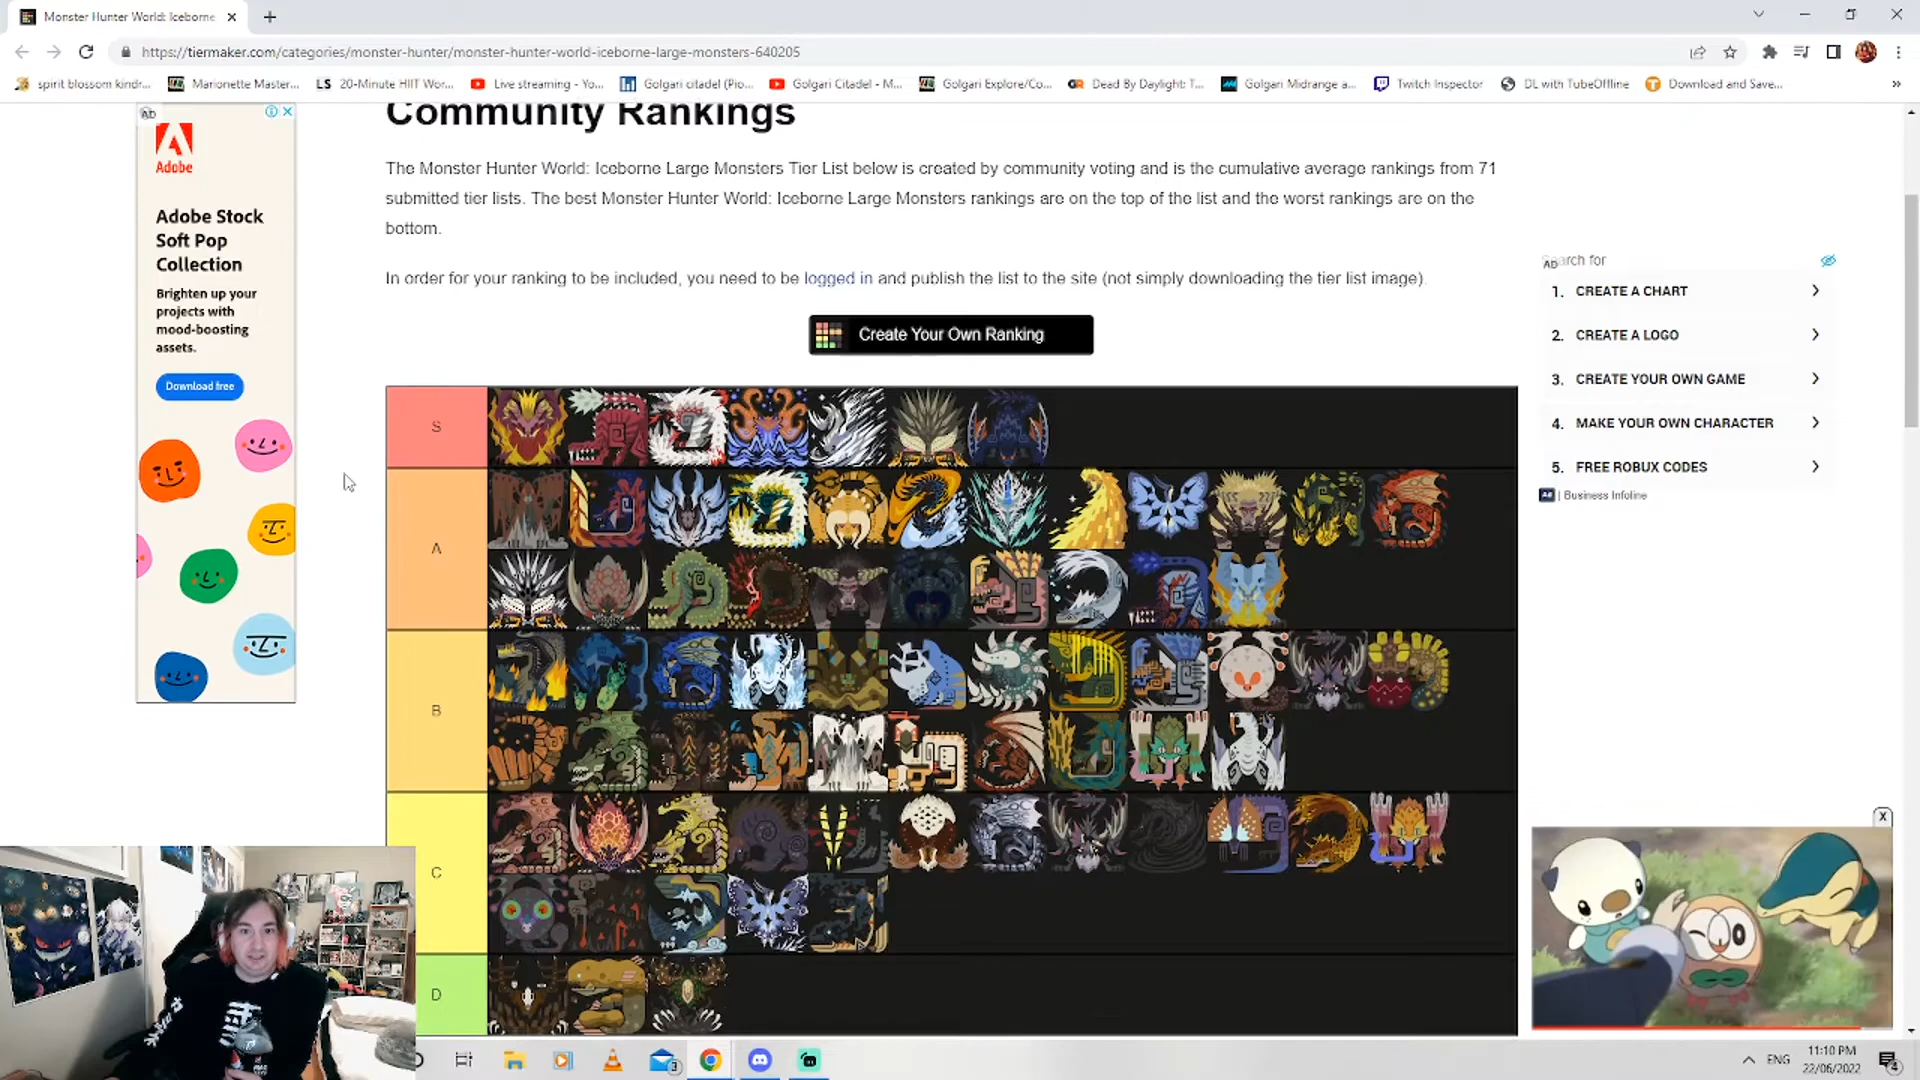 Monster Hunter World: Iceborne
https://tiermaker.com/categories/monster-hunter/monster-hunter-world-iceborne-large-monsters-640205
spirit blossom kindr...
Marionette Master...
LS 20-Minute HIIT Wor...
Live streaming - Yo...
Golgari citadel (Pio...
Golgari Citadel - M...
Golgari Explore/Co...
Dead By Daylight: T...
Golgari Midrange a...
Twitch Inspector
DL with TubeOffline
Download and Save...
Community Rankings
The Monster Hunter World: Iceborne Large Monsters Tier List below is created by community voting and is the cumulative average rankings from 71
submitted tier lists. The best Monster Hunter World: Iceborne Large Monsters rankings are on the top of the list and the worst rankings are on the
bottom.
In order for your ranking to be included, you need to be logged in and publish the list to the site (not simply downloading the tier list image).
Create Your Own Ranking
AD
Adobe
Adobe Stock
Soft Pop
Collection
Brighten up your
projects with
mood-boosting
assets.
Download free
S
A
B
C
D
AD
Search for
1. CREATE A CHART
2. CREATE A LOGO
3. CREATE YOUR OWN GAME
4. MAKE YOUR OWN CHARACTER
5. FREE ROBUX CODES
| Business Infoline
X
3
ENG
11:10 PM
22/06/2022
4